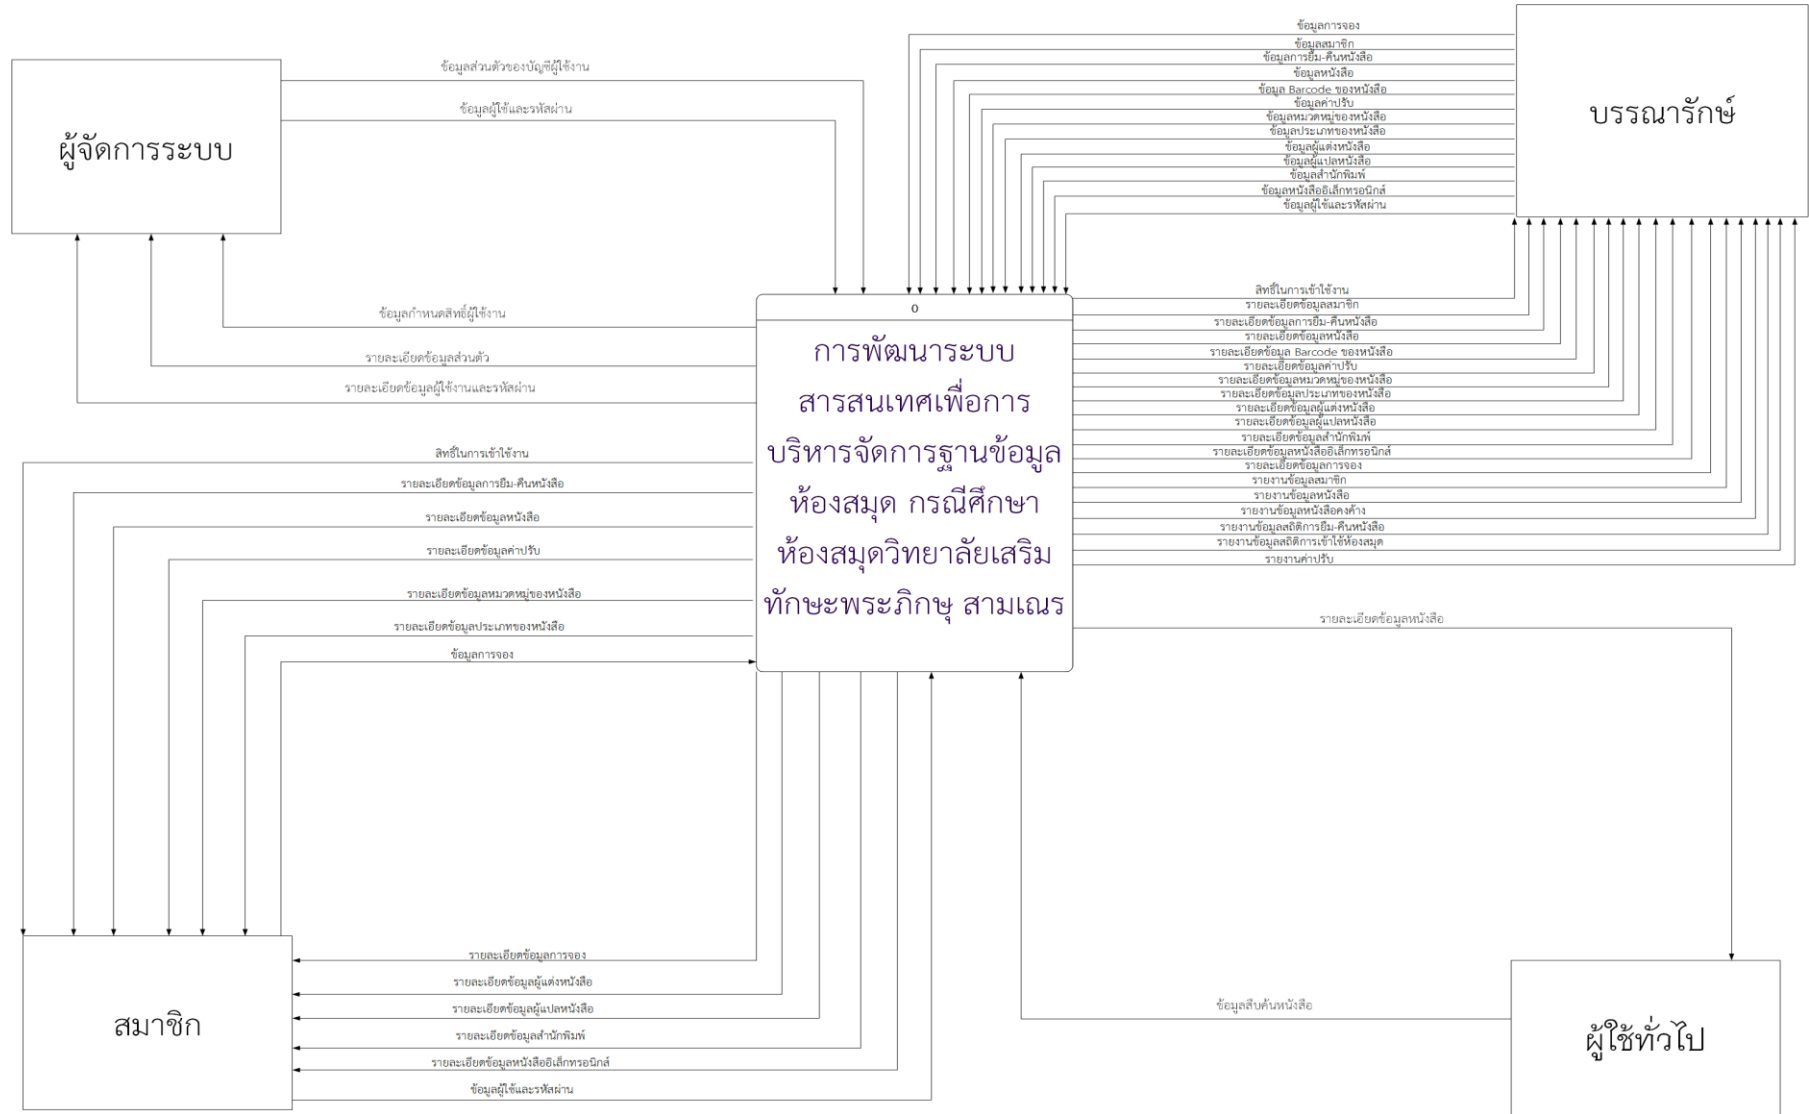 ผู้จัดการระบบ
ข้อมูลส่วนตัวของบัญชีผู้ใช้งาน
ข้อมูลผู้ใช้และรหัสผ่าน
ข้อมูลกำหนดสิทธิ์ผู้ใช้งาน
รายละเอียดข้อมูลส่วนตัว
รายละเอียดข้อมูลผู้ใช้งานและรหัสผ่าน
ข้อมูลการจอง
ข้อมูลสมาชิก
ข้อมูลการยืม-คืนหนังสือ
ข้อมูลหนังสือ
ข้อมูล Barcode ของหนังสือ
ข้อมูลค่าปรับ
ข้อมูลหมวดหมู่ของหนังสือ
ข้อมูลประเภทของหนังสือ
ข้อมูลผู้แต่งหนังสือ
ข้อมูลผู้แปลหนังสือ
ข้อมูลสำนักพิมพ์
ข้อมูลหนังสืออิเล็กทรอนิกส์
ข้อมูลผู้ใช้และรหัสผ่าน
บรรณารักษ์
0
การพัฒนาระบบ
สารสนเทศเพื่อการ
บริหารจัดการฐานข้อมูล
ห้องสมุด กรณีศึกษา
ห้องสมุดวิทยาลัยเสริม
ทักษะพระภิกษุ สามเณร
สิทธิ์ในการเข้าใช้งาน
รายละเอียดข้อมูลสมาชิก
รายละเอียดข้อมูลการยืม-คืนหนังสือ
รายละเอียดข้อมูลหนังสือ
รายละเอียดข้อมูล Barcode ของหนังสือ
รายละเอียดข้อมูลค่าปรับ
รายละเอียดข้อมูลหมวดหมู่ของหนังสือ
รายละเอียดข้อมูลประเภทของหนังสือ
รายละเอียดข้อมูลผู้แต่งหนังสือ
รายละเอียดข้อมูลผู้แปลหนังสือ
รายละเอียดข้อมูลสำนักพิมพ์
รายละเอียดข้อมูลหนังสืออิเล็กทรอนิกส์
รายละเอียดข้อมูลการจอง
รายงานข้อมูลสมาชิก
รายงานข้อมูลหนังสือ
รายงานข้อมูลหนังสือคงค้าง
รายงานข้อมูลสถิติการยืม-คืนหนังสือ
รายงานข้อมูลสถิติการเข้าใช้ห้องสมุด
รายงานค่าปรับ
สิทธิ์ในการเข้าใช้งาน
รายละเอียดข้อมูลการยืม-คืนหนังสือ
รายละเอียดข้อมูลหนังสือ
รายละเอียดข้อมูลค่าปรับ
รายละเอียดข้อมูลหมวดหมู่ของหนังสือ
รายละเอียดข้อมูลประเภทของหนังสือ
ข้อมูลการจอง
รายละเอียดข้อมูลหนังสือ
สมาชิก
รายละเอียดข้อมูลการจอง
รายละเอียดข้อมูลผู้แต่งหนังสือ
รายละเอียดข้อมูลผู้แปลหนังสือ
รายละเอียดข้อมูลสำนักพิมพ์
รายละเอียดข้อมูลหนังสืออิเล็กทรอนิกส์
ข้อมูลผู้ใช้และรหัสผ่าน
ข้อมูลสืบค้นหนังสือ
ผู้ใช้ทั่วไป